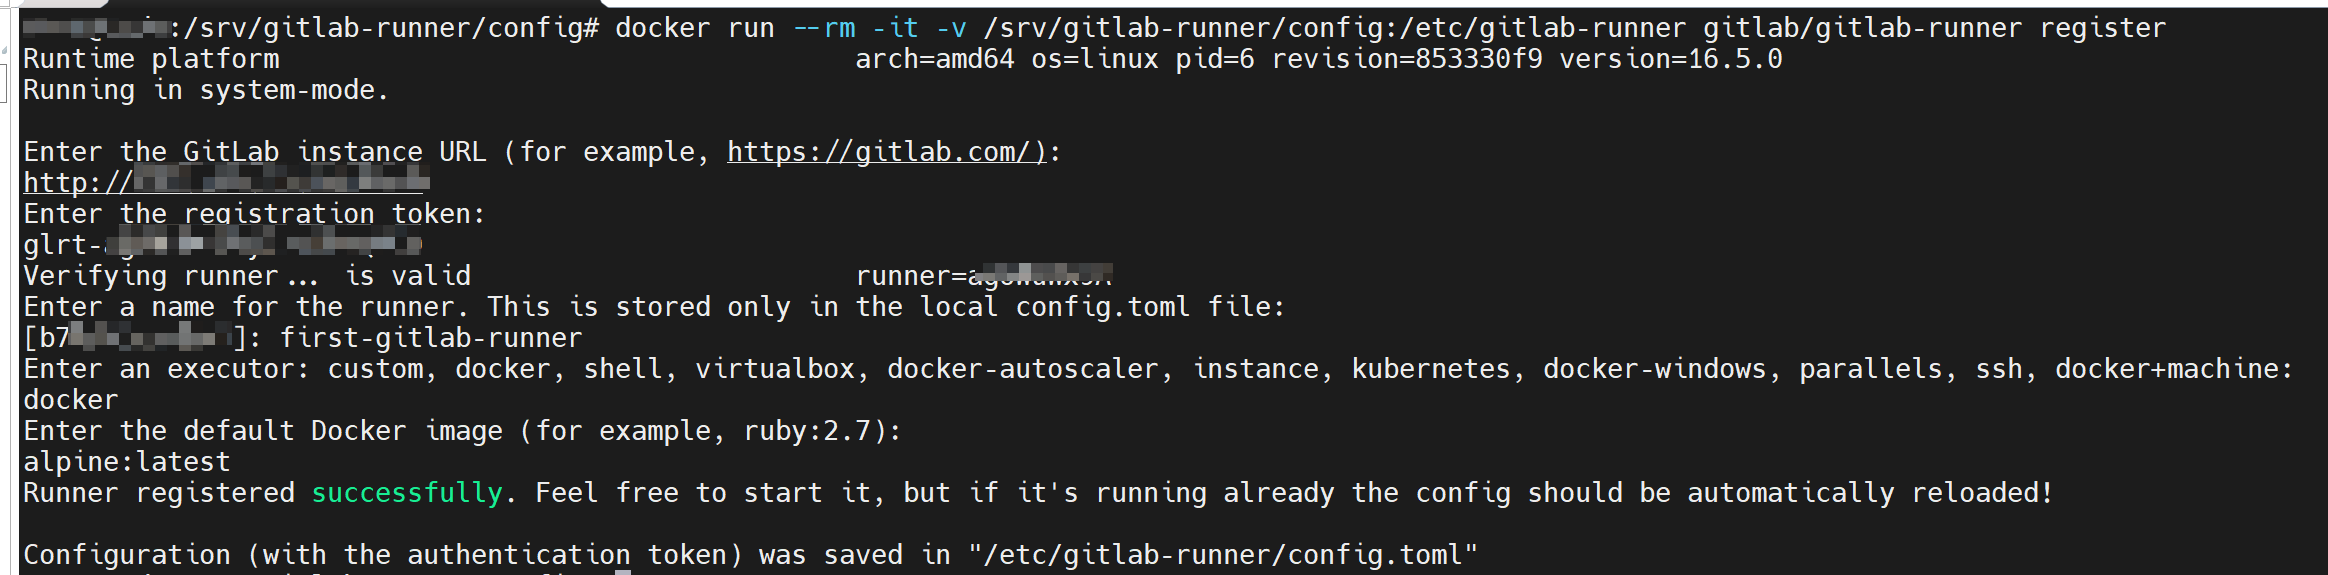 :/srv/gitlab-runner/config# docker run --rm -it -v /srv/gitlab-runner/config:/etc/gitlab-runner gitlab/gitlab-runner register
Runtime platform arch=amd64 os=linux pid=6 revision=853330f9 version=16.5.0
Running in system-mode.
Enter the GitLab instance URL (for example, https://gitlab.com/):
http://
Enter the registration token:
glrt-
Verifying runner... is valid runner=
Enter a name for the runner. This is stored only in the local config.toml file:
[b7 ]: first-gitlab-runner
Enter an executor: custom, docker, shell, virtualbox, docker-autoscaler, instance, kubernetes, docker-windows, parallels, ssh, docker+machine:
docker
Enter the default Docker image (for example, ruby:2.7):
alpine:latest
Runner registered successfully. Feel free to start it, but if it's running already the config should be automatically reloaded!
Configuration (with the authentication token) was saved in "/etc/gitlab-runner/config.toml"